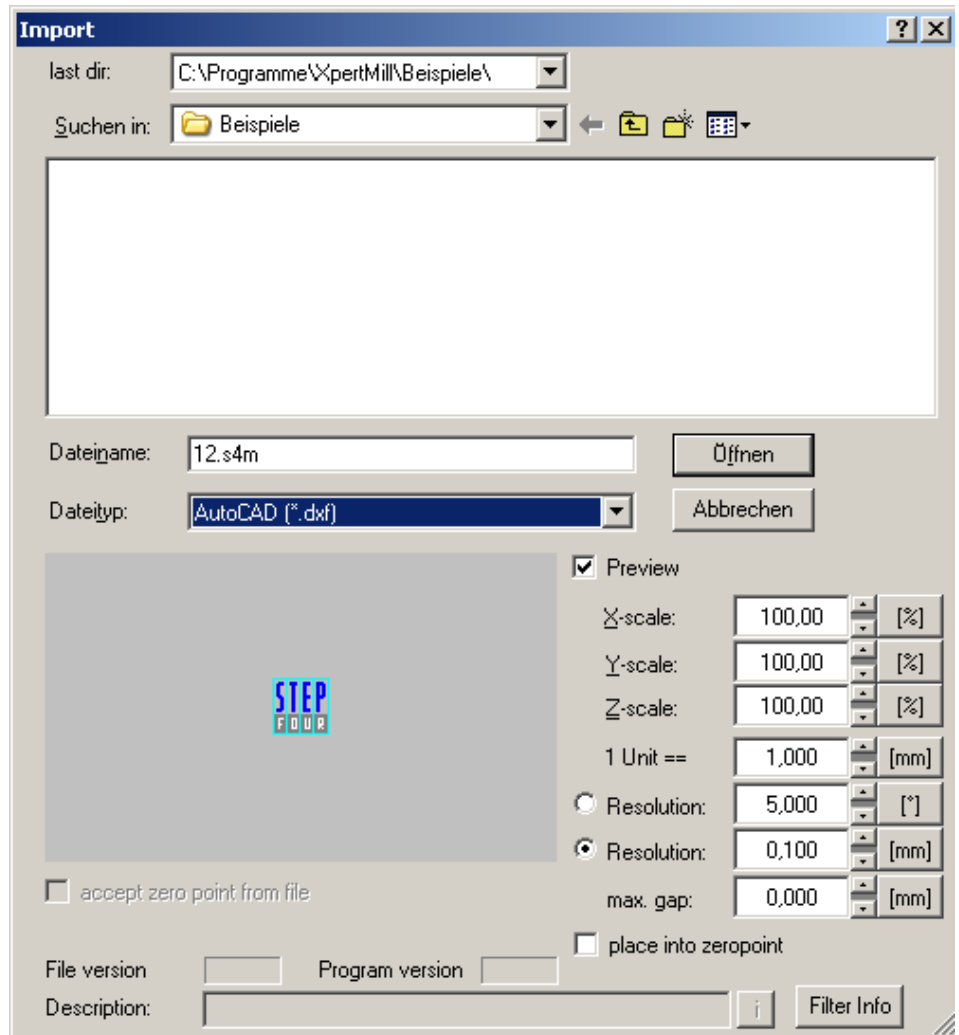 Import
last dir: C:\Programme\XpertMill\Beispiele\
Suchen in: Beispiele
Dateiname: 12.s4m Öffnen
Dateityp: AutoCAD (*.dxf) Abbrechen
Preview
X-scale: 100,00 [%]
Y-scale: 100,00 [%]
Z-scale: 100,00 [%]
STEP
FOUR
1 Unit == 1,000 [mm]
Resolution: 5,000 [°]
Resolution: 0,100 [mm]
accept zero point from file
max. gap: 0,000 [mm]
place into zeropoint
File version Program version
Description: i Filter Info